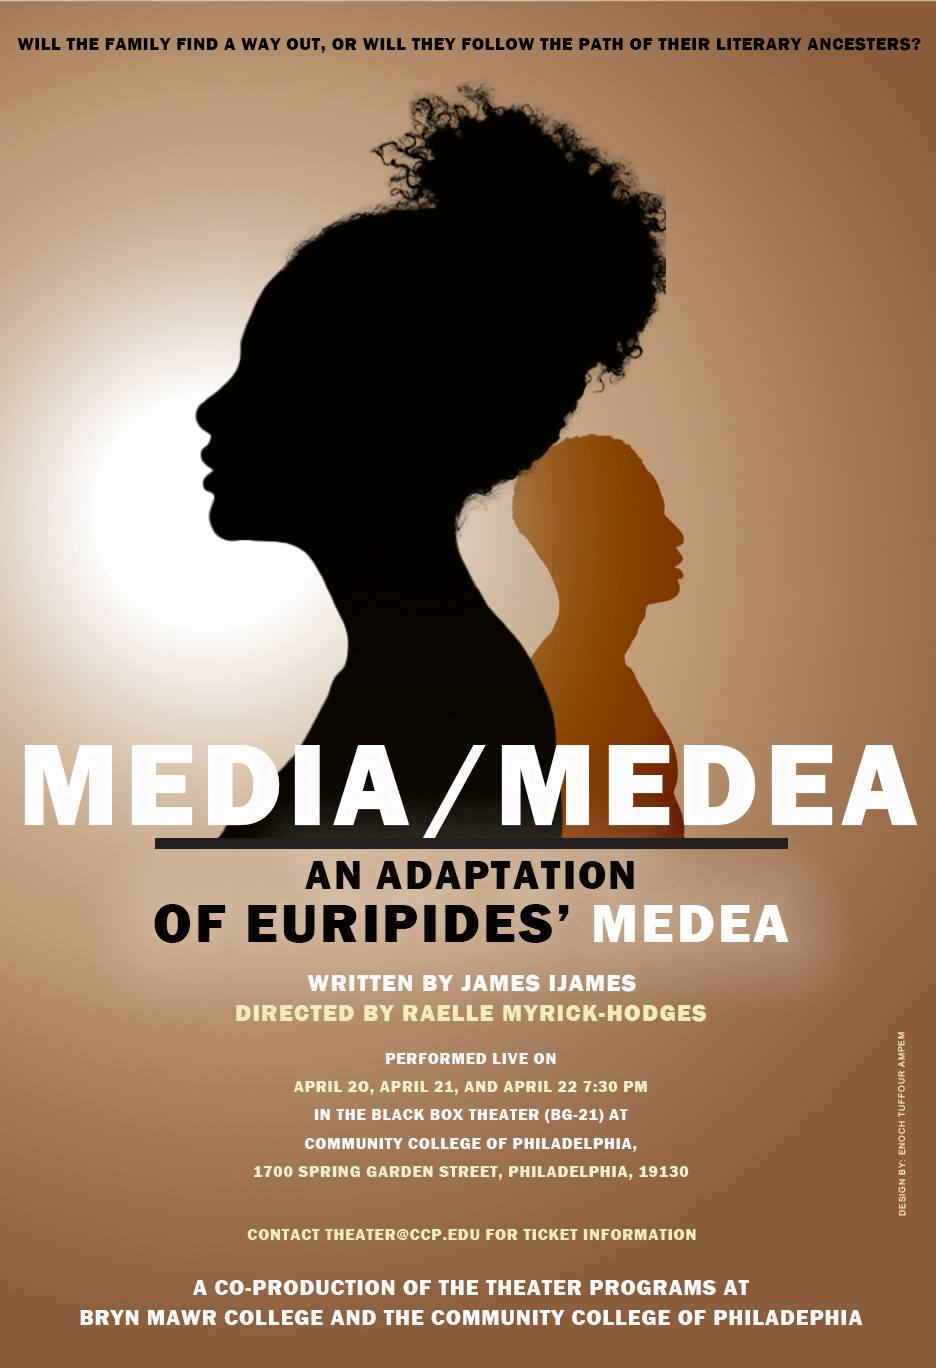 WILL THE FAMILY FIND A WAY OUT, OR WILL THEY FOLLOW THE PATH OF THEIR LITERARY ANCESTERS?
MEDIA/MEDEA
AN ADAPTATION
OF EURIPIDES’ MEDEA
WRITTEN BY JAMES IJAMES
DIRECTED BY RAELLE MYRICK-HODGES
PERFORMED LIVE ON
APRIL 20, APRIL 21, AND APRIL 22 7:30 PM
IN THE BLACK BOX THEATER (BG-21) AT
COMMUNITY COLLEGE OF PHILADELPHIA,
1700 SPRING GARDEN STREET, PHILADELPHIA, 19130
DESIGN BY: ENOCH TUFFOUR AMPEM
CONTACT THEATER@CCP.EDU FOR TICKET INFORMATION
A CO-PRODUCTION OF THE THEATER PROGRAMS AT
BRYN MAWR COLLEGE AND THE COMMUNITY COLLEGE OF PHILADEPHIA